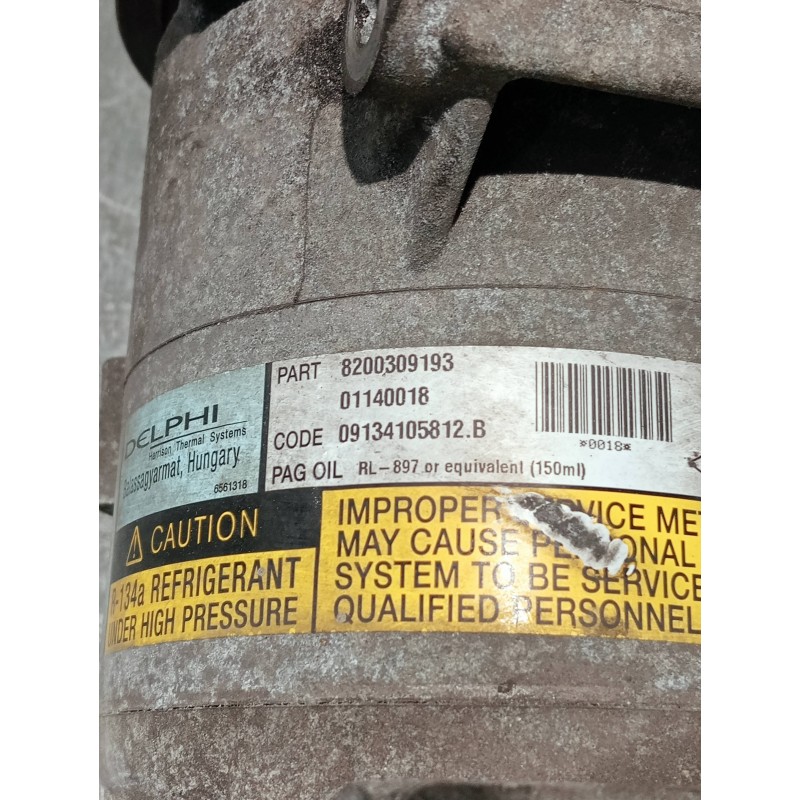 DELPHI
Harrison Thermal Systems
Balassagyarmat, Hungary
6561318
PART 8200309193
01140018
CODE 09134105812.B
*0018*
PAG OIL RL-897 or equivalent (150ml)
CAUTION
R-134a REFRIGERANT
UNDER HIGH PRESSURE
IMPROPER SERVICE MET
MAY CAUSE PERSONAL
SYSTEM TO BE SERVICE
QUALIFIED PERSONNEL